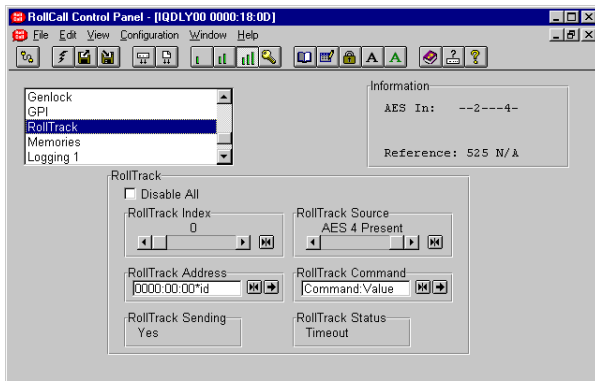 RollCall Control Panel - [IQDLY00 0000:18:0D]
File Edit View Configuration Window Help
A A
Genlock
GPI
RollTrack
Memories
Logging 1
Information
AES In: --2---4-
Reference: 525 N/A
RollTrack
Disable All
RollTrack Index
0
RollTrack Source
AES 4 Present
RollTrack Address
0000:00:00*id
RollTrack Command
Command:Value
RollTrack Sending
Yes
RollTrack Status
Timeout